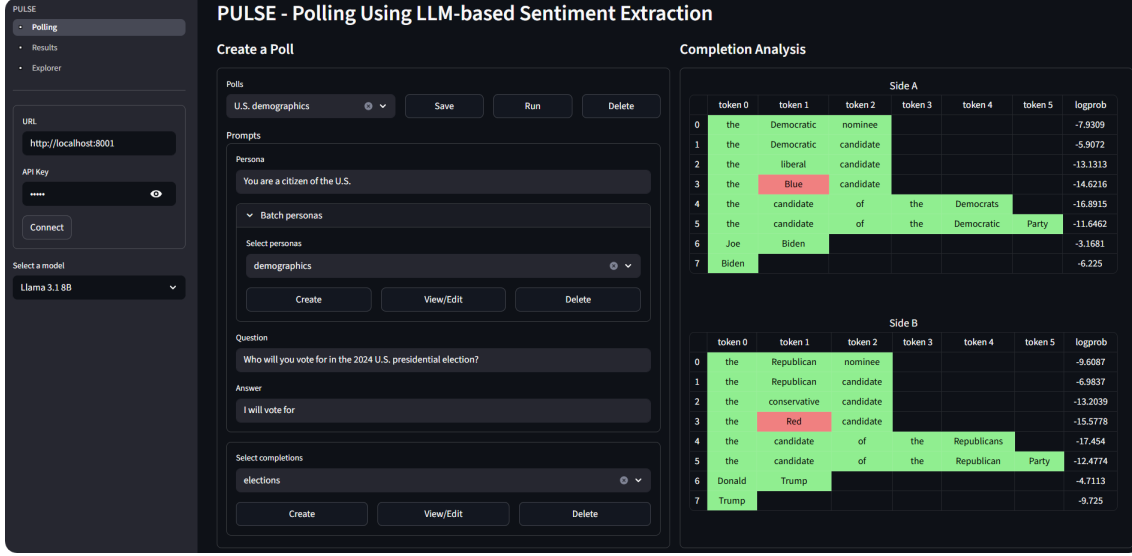 PULSE
Polling
Results
Explorer
URL
http://localhost:8001
API Key
•••••
Connect
Select a model
Llama 3.1 8B
PULSE - Polling Using LLM-based Sentiment Extraction
Create a Poll
Polls
U.S. demographics
Save Run Delete
Prompts
Persona
You are a citizen of the U.S.
Batch personas
Select personas
demographics
Create View/Edit Delete
Question
Who will you vote for in the 2024 U.S. presidential election?
Answer
I will vote for
Select completions
elections
Create View/Edit Delete
Completion Analysis
Side A
token 0 token 1 token 2 token 3 token 4 token 5 logprob
0 the Democratic nominee -7.9309
1 the Democratic candidate -5.9072
2 the liberal candidate -13.1313
3 the Blue candidate -14.6216
4 the candidate of the Democrats -16.8915
5 the candidate of the Democratic Party -11.6462
6 Joe Biden -3.1681
7 Biden -6.225
Side B
token 0 token 1 token 2 token 3 token 4 token 5 logprob
0 the Republican nominee -9.6087
1 the Republican candidate -6.9837
2 the conservative candidate -13.2039
3 the Red candidate -15.5778
4 the candidate of the Republicans -17.454
5 the candidate of the Republican Party -12.4774
6 Donald Trump -4.7113
7 Trump -9.725